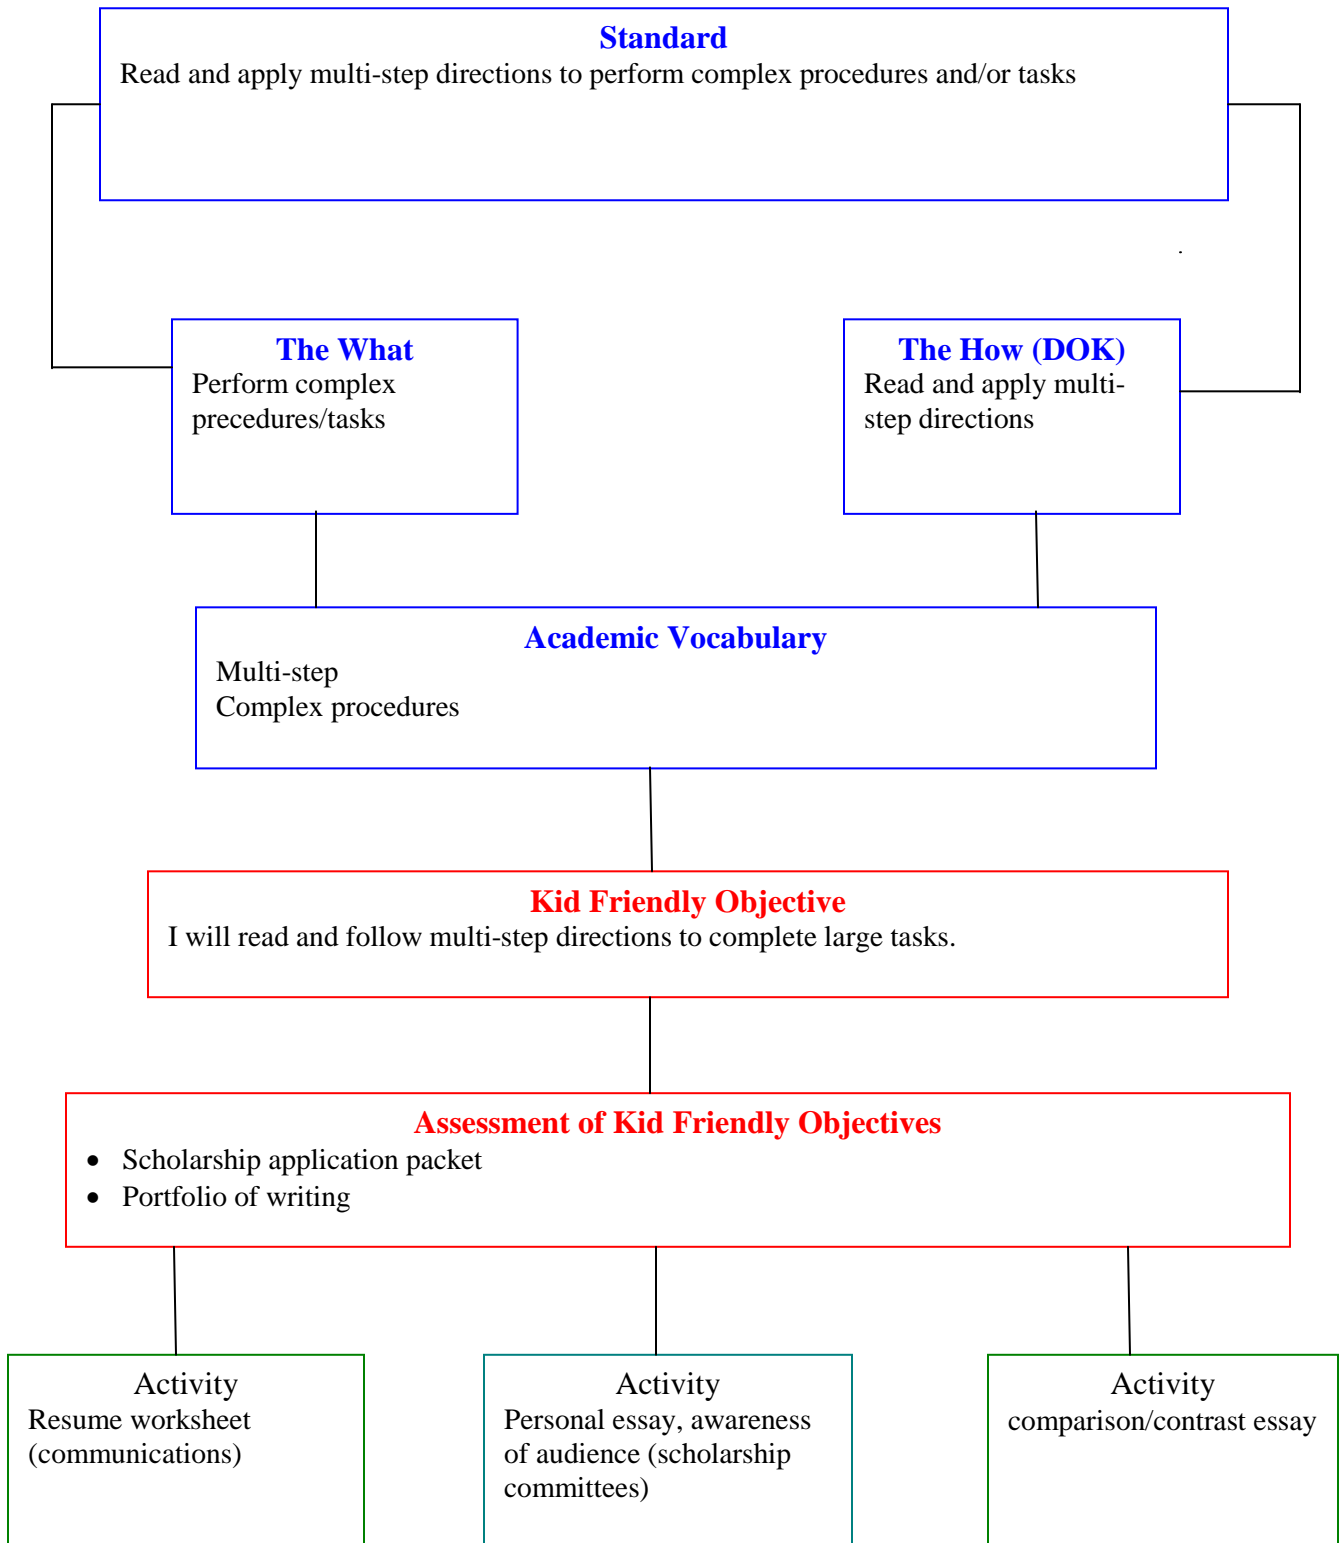 Standard
Read and apply multi-step directions to perform complex procedures and/or tasks
The What
Perform complex
precedures/tasks
The How (DOK)
Read and apply multi-
step directions
Academic Vocabulary
Multi-step
Complex procedures
Kid Friendly Objective
I will read and follow multi-step directions to complete large tasks.
Assessment of Kid Friendly Objectives
• Scholarship application packet
• Portfolio of writing
Activity
Resume worksheet
(communications)
Activity
Personal essay, awareness
of audience (scholarship
committees)
Activity
comparison/contrast essay